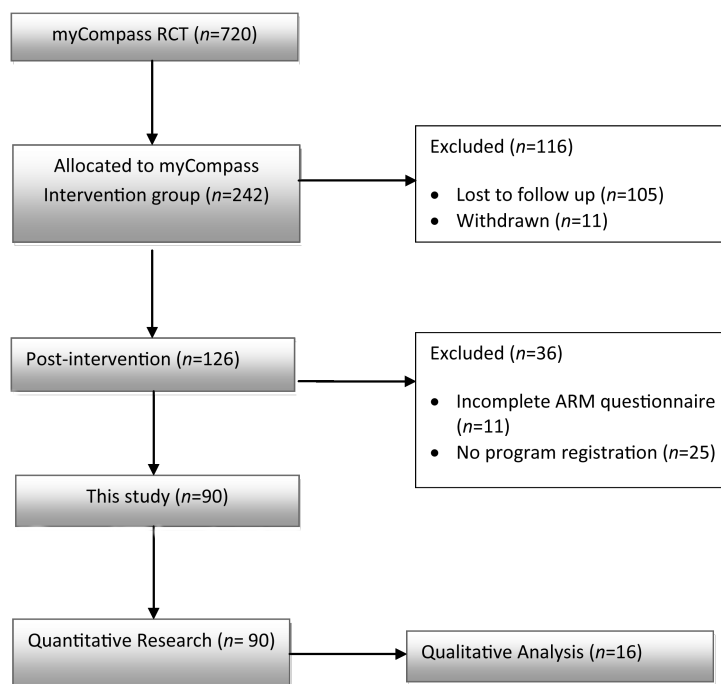 myCompass RCT (n=720)
Allocated to myCompass
Intervention group (n=242)
Excluded (n=116)
• Lost to follow up (n=105)
• Withdrawn (n=11)
Post-intervention (n=126)
Excluded (n=36)
• Incomplete ARM questionnaire
(n=11)
• No program registration (n=25)
This study (n=90)
Quantitative Research (n= 90)
Qualitative Analysis (n=16)